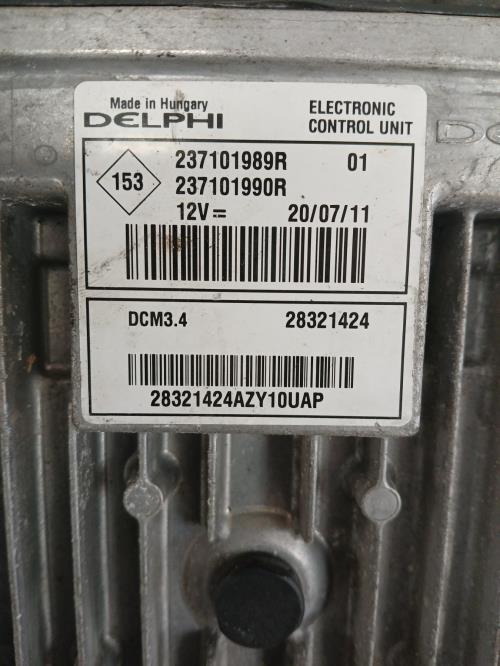 Made in Hungary
DELPHI
ELECTRONIC
CONTROL UNIT
153
237101989R 01
237101990R
12V⎓ 20/07/11
DCM3.4 28321424
28321424AZY10UAP